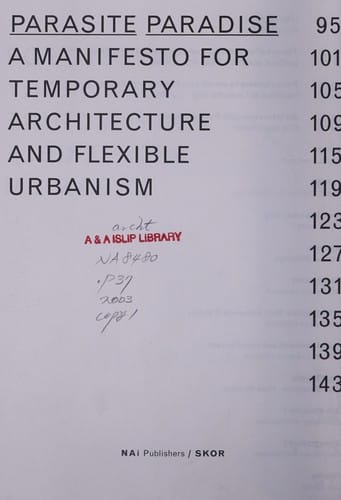 PARASITE PARADISE
A MANIFESTO FOR
TEMPORARY
ARCHITECTURE
AND FLEXIBLE
URBANISM
archt
A & A ISLIP LIBRARY
NA8480
.P37
2003
copy 1
NAi Publishers / SKOR
95
101
105
109
115
119
123
127
131
135
139
143